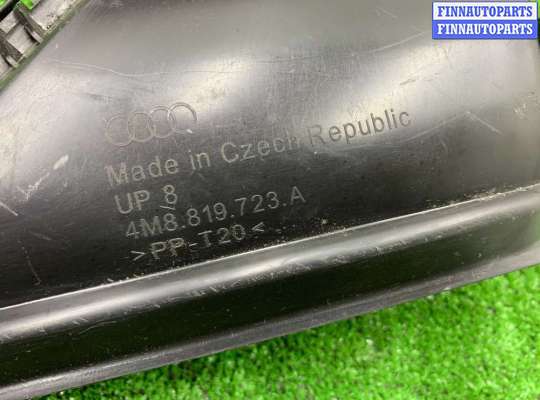 FINNAUTOPARTS
FINNAUTOPARTS
Made in Czech Republic
UP 8
4M8.819.723.A
>PP-T20<